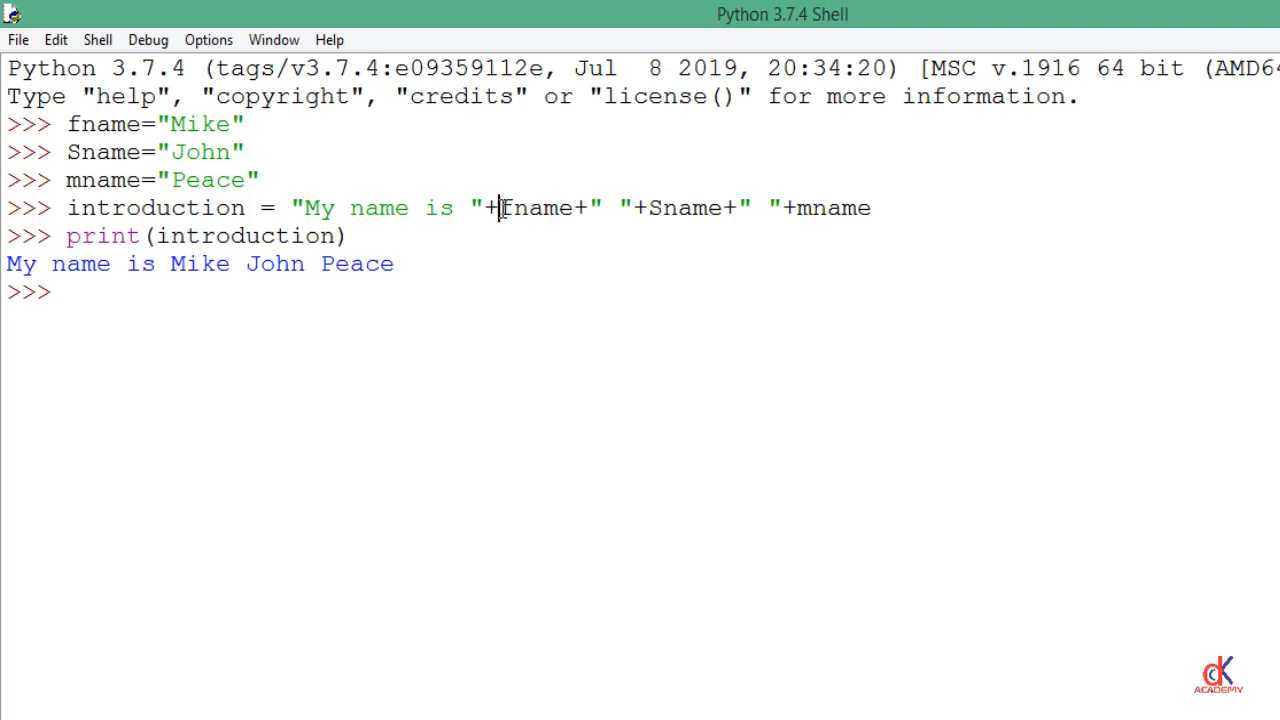 Python 3.7.4 Shell
File Edit Shell Debug Options Window Help
Python 3.7.4 (tags/v3.7.4:e09359112e, Jul  8 2019, 20:34:20) [MSC v.1916 64 bit (AMD64
Type "help", "copyright", "credits" or "license()" for more information.
>>> fname="Mike"
>>> Sname="John"
>>> mname="Peace"
>>> introduction = "My name is "+fname+" "+Sname+" "+mname
>>> print(introduction)
My name is Mike John Peace
>>>
dK
ACADEMY